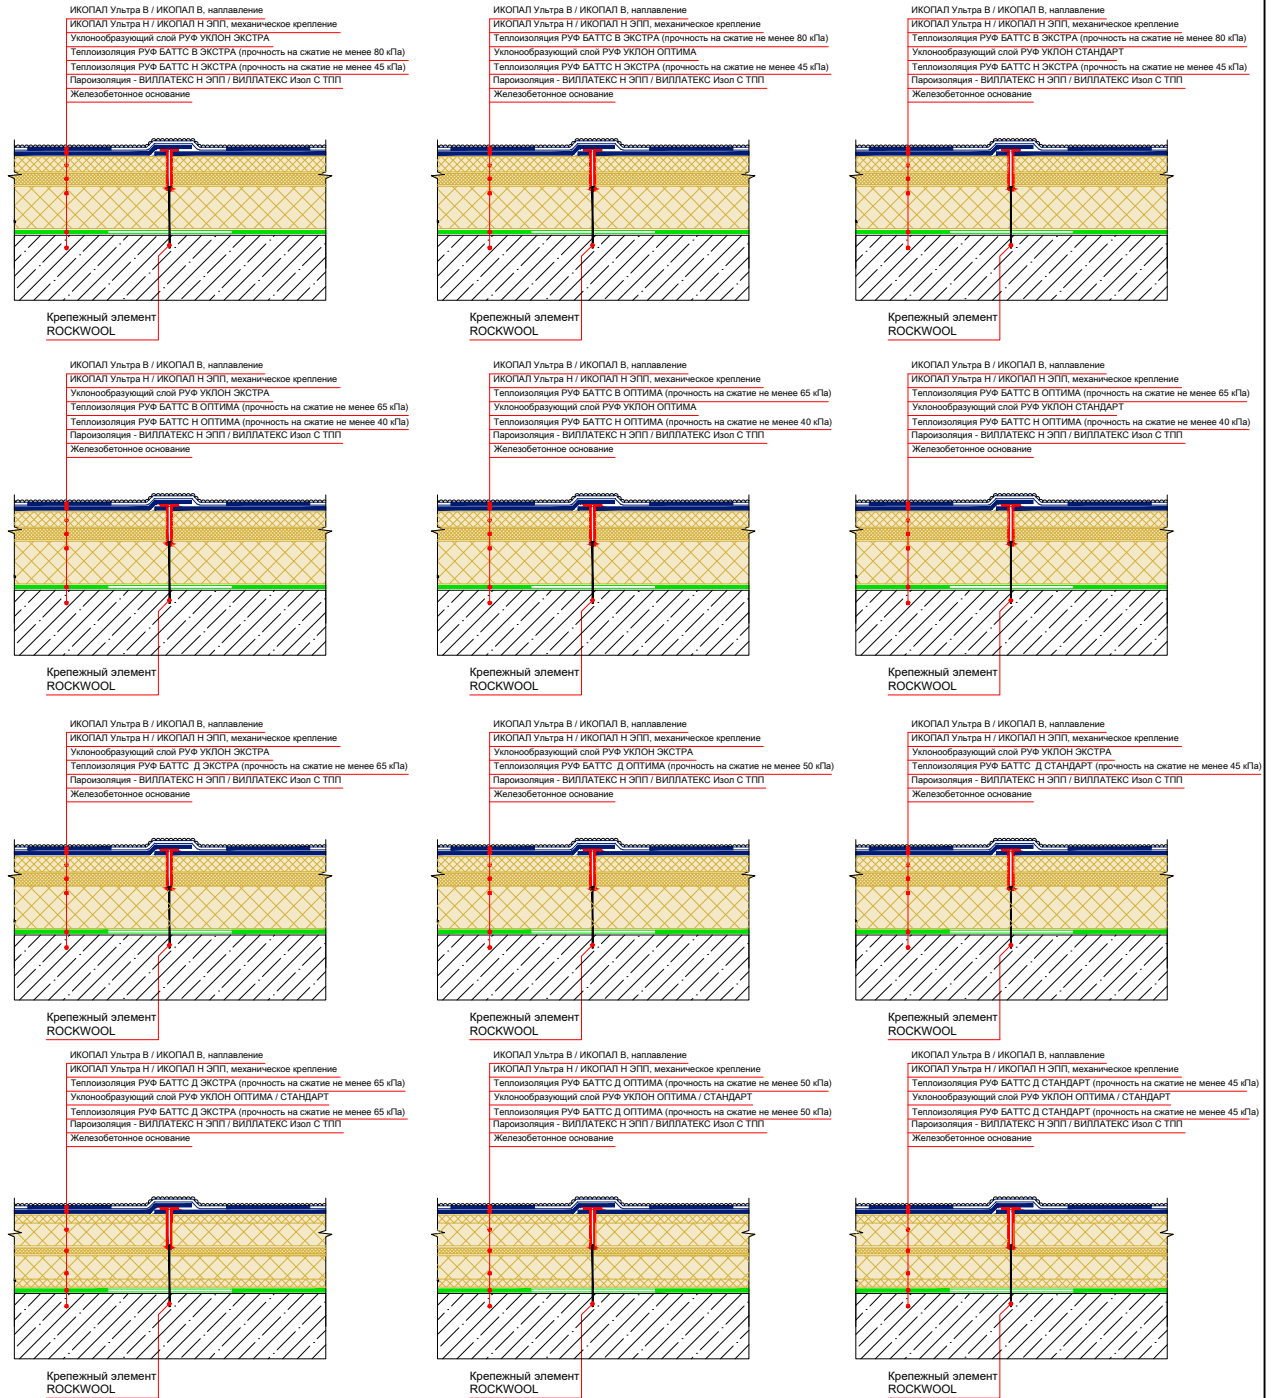 ИКОПАЛ Ультра В / ИКОПАЛ В, наплавление
ИКОПАЛ Ультра Н / ИКОПАЛ Н ЭПП, механическое крепление
Уклонообразующий слой РУФ УКЛОН ЭКСТРА
Теплоизоляция РУФ БАТТС В ЭКСТРА (прочность на сжатие не менее 80 кПа)
Теплоизоляция РУФ БАТТС Н ЭКСТРА (прочность на сжатие не менее 45 кПа)
Пароизоляция - ВИЛЛАТЕКС Н ЭПП / ВИЛЛАТЕКС Изол С ТПП
Железобетонное основание
Крепежный элемент
ROCKWOOL
ИКОПАЛ Ультра В / ИКОПАЛ В, наплавление
ИКОПАЛ Ультра Н / ИКОПАЛ Н ЭПП, механическое крепление
Теплоизоляция РУФ БАТТС В ЭКСТРА (прочность на сжатие не менее 80 кПа)
Уклонообразующий слой РУФ УКЛОН ОПТИМА
Теплоизоляция РУФ БАТТС Н ЭКСТРА (прочность на сжатие не менее 45 кПа)
Пароизоляция - ВИЛЛАТЕКС Н ЭПП / ВИЛЛАТЕКС Изол С ТПП
Железобетонное основание
Крепежный элемент
ROCKWOOL
ИКОПАЛ Ультра В / ИКОПАЛ В, наплавление
ИКОПАЛ Ультра Н / ИКОПАЛ Н ЭПП, механическое крепление
Теплоизоляция РУФ БАТТС В ЭКСТРА (прочность на сжатие не менее 80 кПа)
Уклонообразующий слой РУФ УКЛОН СТАНДАРТ
Теплоизоляция РУФ БАТТС Н ЭКСТРА (прочность на сжатие не менее 45 кПа)
Пароизоляция - ВИЛЛАТЕКС Н ЭПП / ВИЛЛАТЕКС Изол С ТПП
Железобетонное основание
Крепежный элемент
ROCKWOOL
ИКОПАЛ Ультра В / ИКОПАЛ В, наплавление
ИКОПАЛ Ультра Н / ИКОПАЛ Н ЭПП, механическое крепление
Уклонообразующий слой РУФ УКЛОН ЭКСТРА
Теплоизоляция РУФ БАТТС В ОПТИМА (прочность на сжатие не менее 65 кПа)
Теплоизоляция РУФ БАТТС Н ОПТИМА (прочность на сжатие не менее 40 кПа)
Пароизоляция - ВИЛЛАТЕКС Н ЭПП / ВИЛЛАТЕКС Изол С ТПП
Железобетонное основание
Крепежный элемент
ROCKWOOL
ИКОПАЛ Ультра В / ИКОПАЛ В, наплавление
ИКОПАЛ Ультра Н / ИКОПАЛ Н ЭПП, механическое крепление
Теплоизоляция РУФ БАТТС В ОПТИМА (прочность на сжатие не менее 65 кПа)
Уклонообразующий слой РУФ УКЛОН ОПТИМА
Теплоизоляция РУФ БАТТС Н ОПТИМА (прочность на сжатие не менее 40 кПа)
Пароизоляция - ВИЛЛАТЕКС Н ЭПП / ВИЛЛАТЕКС Изол С ТПП
Железобетонное основание
Крепежный элемент
ROCKWOOL
ИКОПАЛ Ультра В / ИКОПАЛ В, наплавление
ИКОПАЛ Ультра Н / ИКОПАЛ Н ЭПП, механическое крепление
Теплоизоляция РУФ БАТТС В ОПТИМА (прочность на сжатие не менее 65 кПа)
Уклонообразующий слой РУФ УКЛОН СТАНДАРТ
Теплоизоляция РУФ БАТТС Н ОПТИМА (прочность на сжатие не менее 40 кПа)
Пароизоляция - ВИЛЛАТЕКС Н ЭПП / ВИЛЛАТЕКС Изол С ТПП
Железобетонное основание
Крепежный элемент
ROCKWOOL
ИКОПАЛ Ультра В / ИКОПАЛ В, наплавление
ИКОПАЛ Ультра Н / ИКОПАЛ Н ЭПП, механическое крепление
Уклонообразующий слой РУФ УКЛОН ЭКСТРА
Теплоизоляция РУФ БАТТС Д ЭКСТРА (прочность на сжатие не менее 65 кПа)
Пароизоляция - ВИЛЛАТЕКС Н ЭПП / ВИЛЛАТЕКС Изол С ТПП
Железобетонное основание
Крепежный элемент
ROCKWOOL
ИКОПАЛ Ультра В / ИКОПАЛ В, наплавление
ИКОПАЛ Ультра Н / ИКОПАЛ Н ЭПП, механическое крепление
Уклонообразующий слой РУФ УКЛОН ЭКСТРА
Теплоизоляция РУФ БАТТС Д ОПТИМА (прочность на сжатие не менее 50 кПа)
Пароизоляция - ВИЛЛАТЕКС Н ЭПП / ВИЛЛАТЕКС Изол С ТПП
Железобетонное основание
Крепежный элемент
ROCKWOOL
ИКОПАЛ Ультра В / ИКОПАЛ В, наплавление
ИКОПАЛ Ультра Н / ИКОПАЛ Н ЭПП, механическое крепление
Уклонообразующий слой РУФ УКЛОН ЭКСТРА
Теплоизоляция РУФ БАТТС Д СТАНДАРТ (прочность на сжатие не менее 45 кПа)
Пароизоляция - ВИЛЛАТЕКС Н ЭПП / ВИЛЛАТЕКС Изол С ТПП
Железобетонное основание
Крепежный элемент
ROCKWOOL
ИКОПАЛ Ультра В / ИКОПАЛ В, наплавление
ИКОПАЛ Ультра Н / ИКОПАЛ Н ЭПП, механическое крепление
Теплоизоляция РУФ БАТТС Д ЭКСТРА (прочность на сжатие не менее 65 кПа)
Уклонообразующий слой РУФ УКЛОН ОПТИМА / СТАНДАРТ
Теплоизоляция РУФ БАТТС Д ЭКСТРА (прочность на сжатие не менее 65 кПа)
Пароизоляция - ВИЛЛАТЕКС Н ЭПП / ВИЛЛАТЕКС Изол С ТПП
Железобетонное основание
Крепежный элемент
ROCKWOOL
ИКОПАЛ Ультра В / ИКОПАЛ В, наплавление
ИКОПАЛ Ультра Н / ИКОПАЛ Н ЭПП, механическое крепление
Теплоизоляция РУФ БАТТС Д ОПТИМА (прочность на сжатие не менее 50 кПа)
Уклонообразующий слой РУФ УКЛОН ОПТИМА / СТАНДАРТ
Теплоизоляция РУФ БАТТС Д ОПТИМА (прочность на сжатие не менее 50 кПа)
Пароизоляция - ВИЛЛАТЕКС Н ЭПП / ВИЛЛАТЕКС Изол С ТПП
Железобетонное основание
Крепежный элемент
ROCKWOOL
ИКОПАЛ Ультра В / ИКОПАЛ В, наплавление
ИКОПАЛ Ультра Н / ИКОПАЛ Н ЭПП, механическое крепление
Теплоизоляция РУФ БАТТС Д СТАНДАРТ (прочность на сжатие не менее 45 кПа)
Уклонообразующий слой РУФ УКЛОН ОПТИМА / СТАНДАРТ
Теплоизоляция РУФ БАТТС Д СТАНДАРТ (прочность на сжатие не менее 45 кПа)
Пароизоляция - ВИЛЛАТЕКС Н ЭПП / ВИЛЛАТЕКС Изол С ТПП
Железобетонное основание
Крепежный элемент
ROCKWOOL